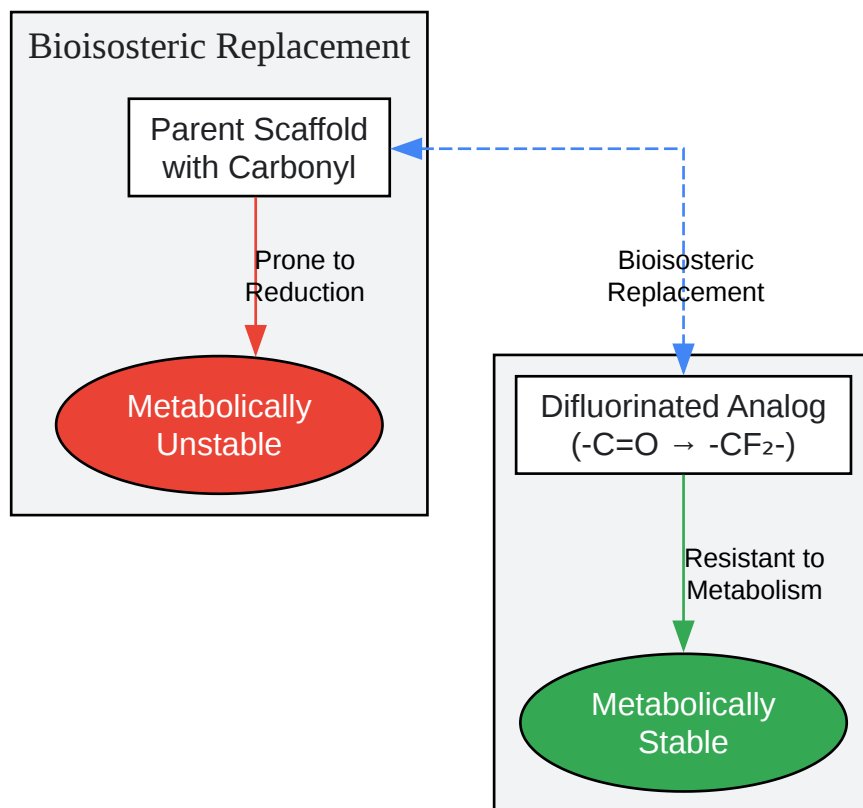 Bioisosteric Replacement
Parent Scaffold
with Carbonyl
Prone to
Reduction
Bioisosteric
Replacement
Metabolically
Unstable
Difluorinated Analog
(-C=O → -CF₂-)
Resistant to
Metabolism
Metabolically
Stable